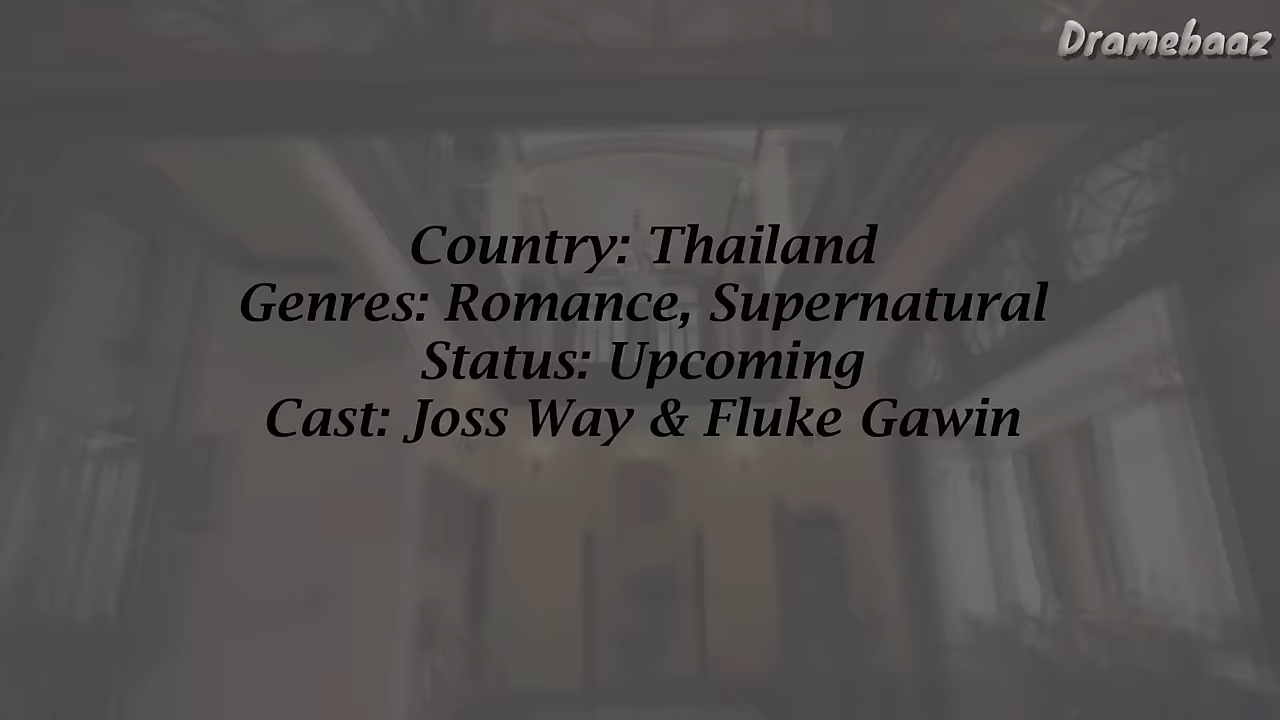 Dramebaaz
Country: Thailand
Genres: Romance, Supernatural
Status: Upcoming
Cast: Joss Way & Fluke Gawin